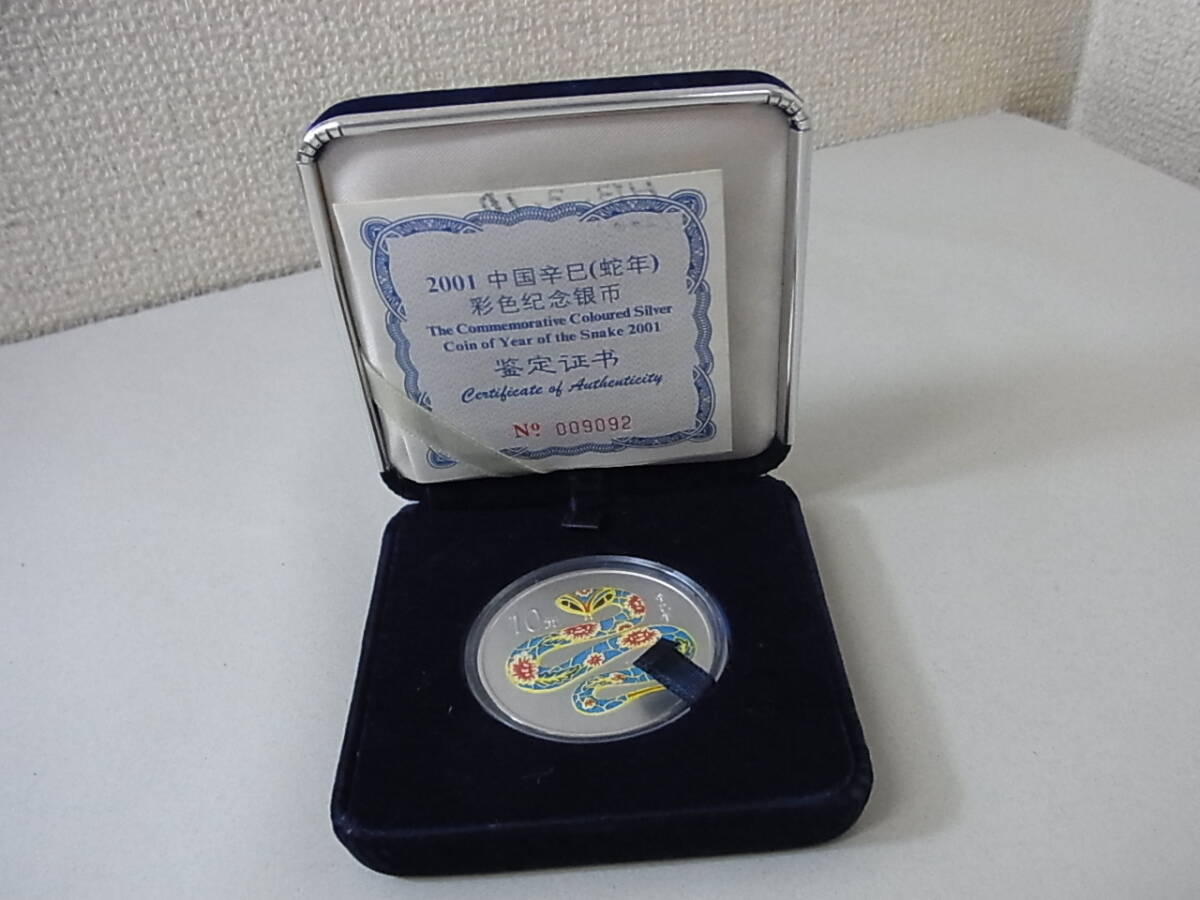 2001 中国辛巳(蛇年)
彩色纪念银币
The Commemorative Coloured Silver
Coin of Year of the Snake 2001
鉴定证书
Certificate of Authenticity
Nº 009092
10元